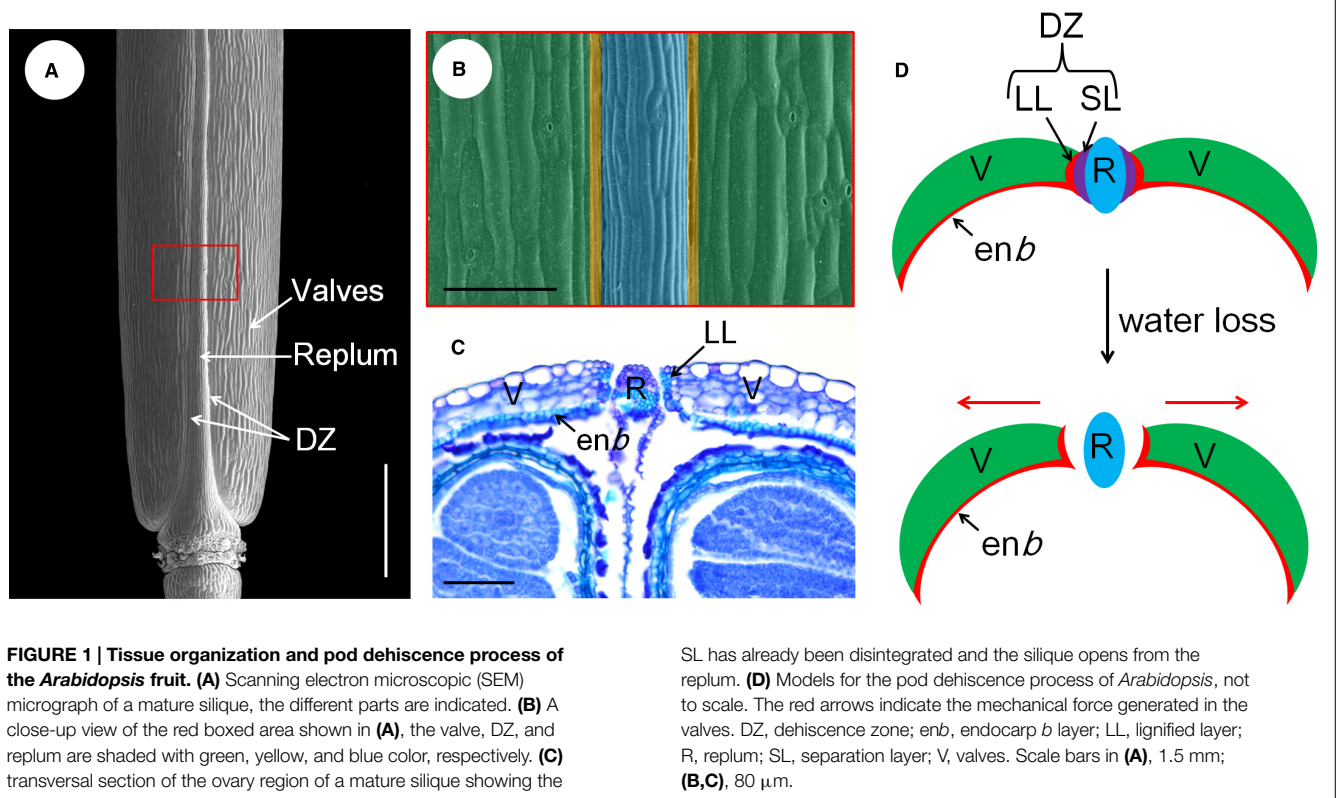 A
Valves
Replum
DZ
B
C
LL
V
R
V
enb
D
DZ
LL SL
V
R
V
enb
water loss
V
R
V
enb
FIGURE 1 | Tissue organization and pod dehiscence process of
the Arabidopsis fruit. (A) Scanning electron microscopic (SEM)
micrograph of a mature silique, the different parts are indicated. (B) A
close-up view of the red boxed area shown in (A), the valve, DZ, and
replum are shaded with green, yellow, and blue color, respectively. (C)
transversal section of the ovary region of a mature silique showing the
SL has already been disintegrated and the silique opens from the
replum. (D) Models for the pod dehiscence process of Arabidopsis, not
to scale. The red arrows indicate the mechanical force generated in the
valves. DZ, dehiscence zone; enb, endocarp b layer; LL, lignified layer;
R, replum; SL, separation layer; V, valves. Scale bars in (A), 1.5 mm;
(B,C), 80 μm.